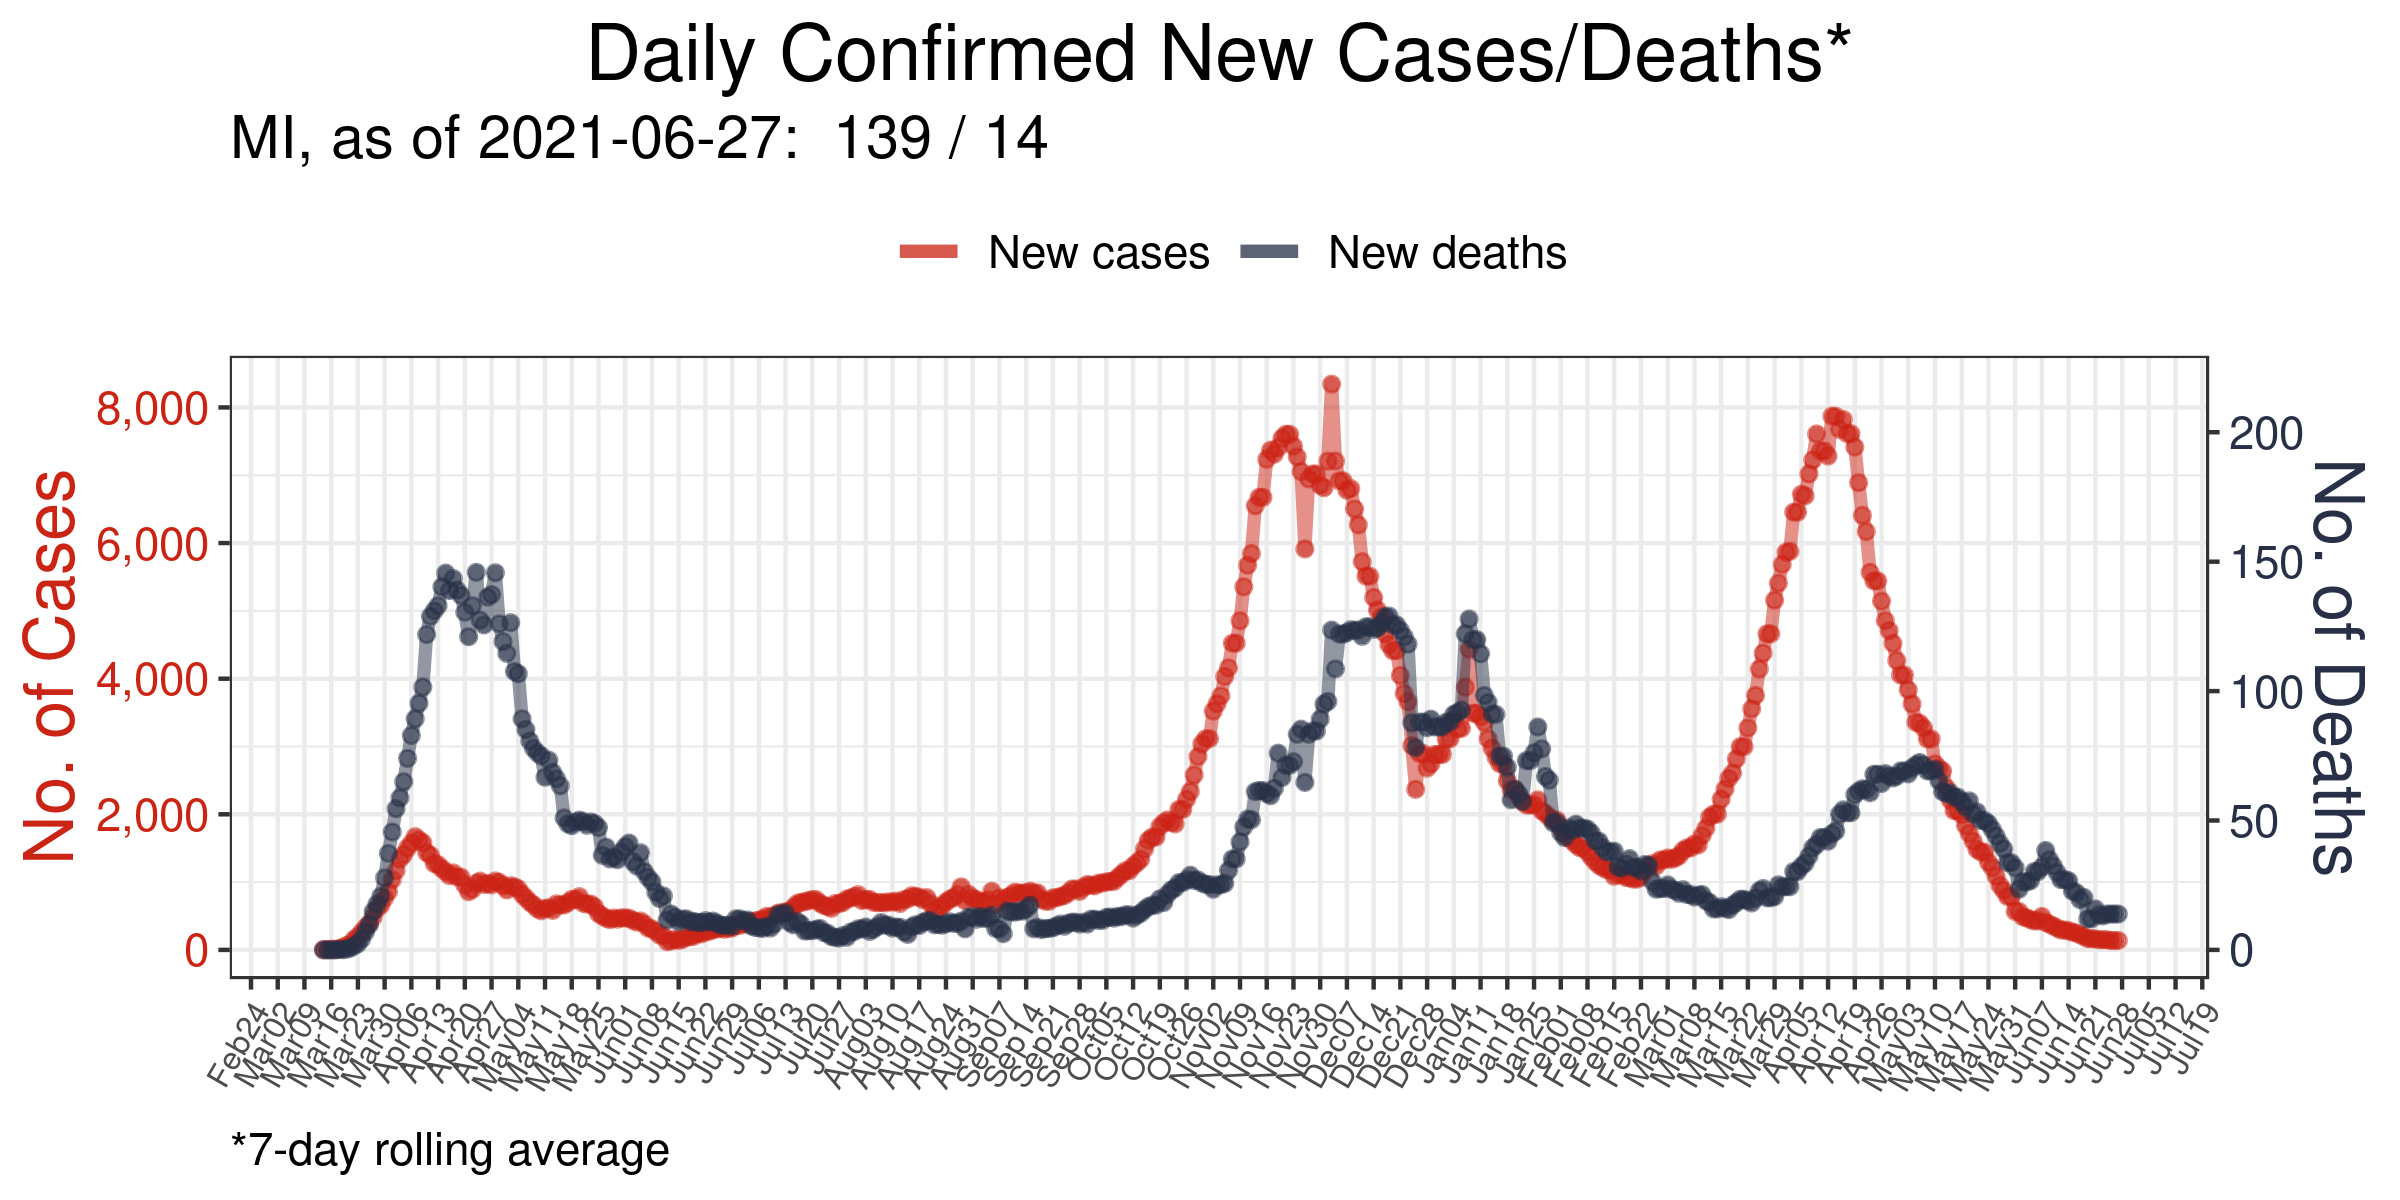 Daily Confirmed New Cases/Deaths*
MI, as of 2021-06-27:  139 / 14
New cases
New deaths
No. of Cases
8,000
6,000
4,000
2,000
0
200
150
100
50
0
No. of Deaths
Feb24
Mar02
Mar09
Mar16
Mar23
Mar30
Apr06
Apr13
Apr20
Apr27
May04
May11
May18
May25
Jun01
Jun08
Jun15
Jun22
Jun29
Jul06
Jul13
Jul20
Jul27
Aug03
Aug10
Aug17
Aug24
Aug31
Sep07
Sep14
Sep21
Sep28
Oct05
Oct12
Oct19
Oct26
Nov02
Nov09
Nov16
Nov23
Nov30
Dec07
Dec14
Dec21
Dec28
Jan04
Jan11
Jan18
Jan25
Feb01
Feb08
Feb15
Feb22
Mar01
Mar08
Mar15
Mar22
Mar29
Apr05
Apr12
Apr19
Apr26
May03
May10
May17
May24
May31
Jun07
Jun14
Jun21
Jun28
Jul05
Jul12
Jul19
*7-day rolling average